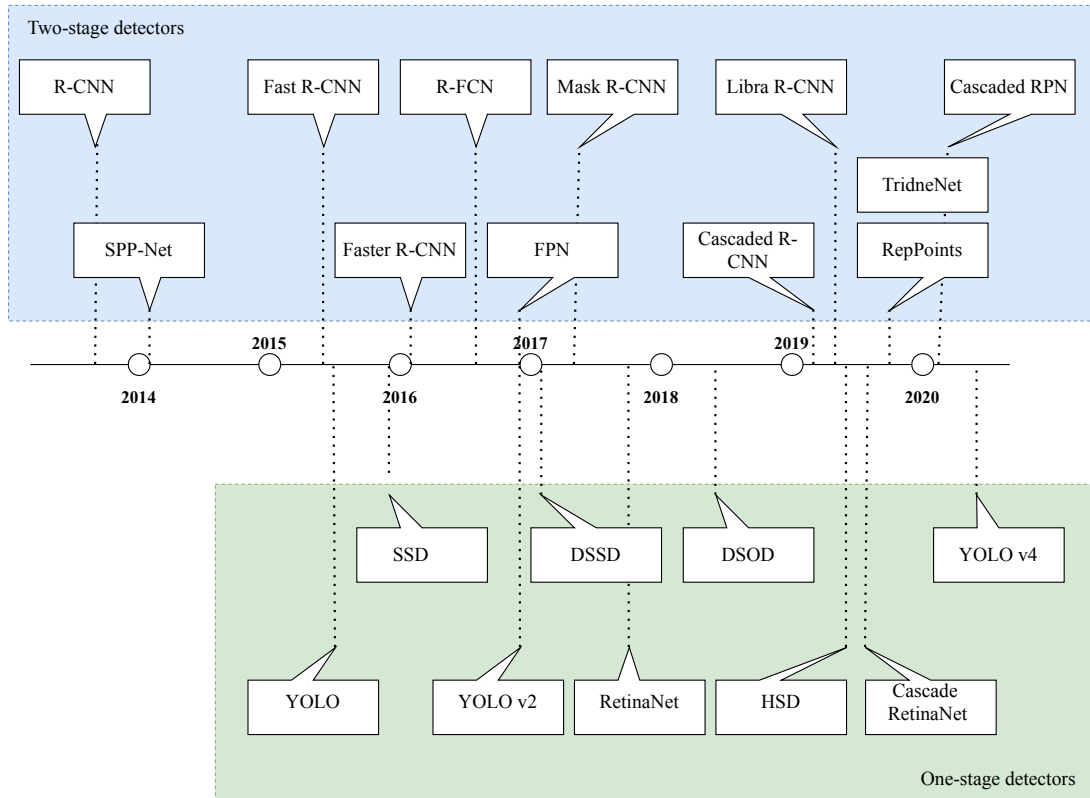 Two-stage detectors
R-CNN
Fast R-CNN
R-FCN
Mask R-CNN
Libra R-CNN
Cascaded RPN
TridneNet
SPP-Net
Faster R-CNN
FPN
Cascaded R-
CNN
RepPoints
2015
2017
2019
2014
2016
2018
2020
SSD
DSSD
DSOD
YOLO v4
YOLO
YOLO v2
RetinaNet
HSD
Cascade
RetinaNet
One-stage detectors